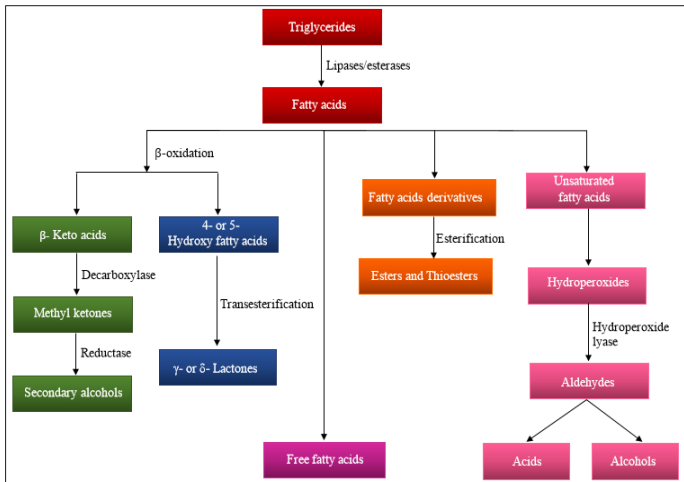 Triglycerides
Lipases/esterases
Fatty acids
β-oxidation
Fatty acids derivatives
Unsaturated
fatty acids
β- Keto acids
4- or 5-
Hydroxy fatty acids
Esterification
Decarboxylase
Esters and Thioesters
Hydroperoxides
Methyl ketones
Transesterification
Hydroperoxide
lyase
Reductase
γ- or δ- Lactones
Aldehydes
Secondary alcohols
Free fatty acids
Acids
Alcohols